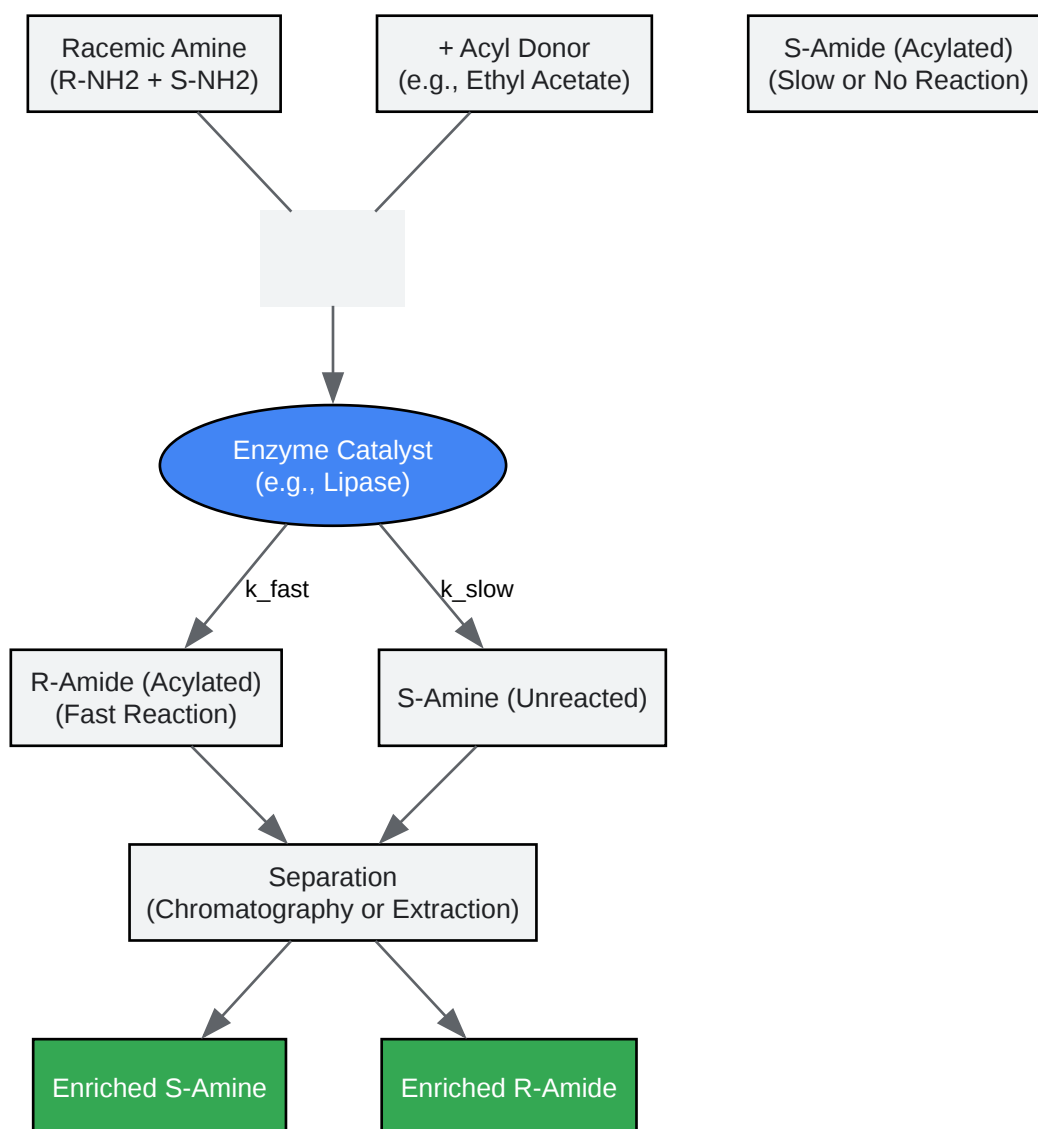 Racemic Amine
(R-NH2 + S-NH2)
+ Acyl Donor
(e.g., Ethyl Acetate)
S-Amide (Acylated)
(Slow or No Reaction)
Enzyme Catalyst
(e.g., Lipase)
k_fast
k_slow
R-Amide (Acylated)
(Fast Reaction)
S-Amine (Unreacted)
Separation
(Chromatography or Extraction)
Enriched S-Amine
Enriched R-Amide